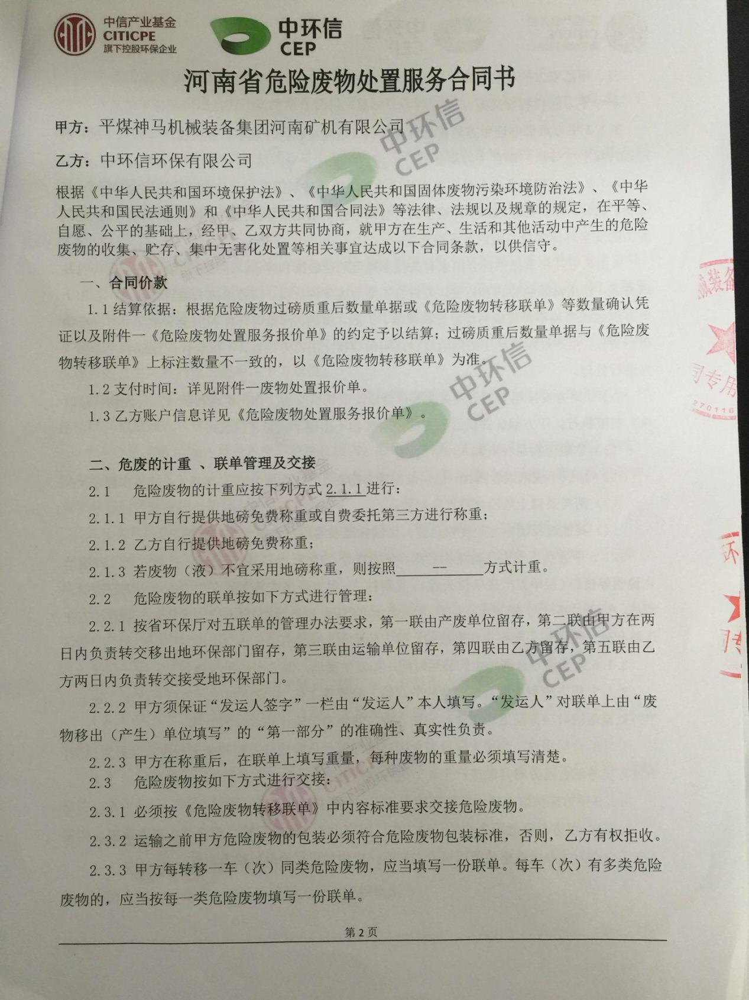 中信产业基金
CITICPE
旗下控股环保企业
中环信
CEP
河南省危险废物处置服务合同书
甲方：平煤神马机械装备集团河南矿机有限公司
乙方：中环信环保有限公司
根据《中华人民共和国环境保护法》、《中华人民共和国固体废物污染环境防治法》、《中华
人民共和国民法通则》和《中华人民共和国合同法》等法律、法规以及规章的规定，在平等、
自愿、公平的基础上，经甲、乙双方共同协商，就甲方在生产、生活和其他活动中产生的危险
废物的收集、贮存、集中无害化处置等相关事宜达成以下合同条款，以供信守。
一、合同价款
1.1 结算依据：根据危险废物过磅质重后数量单据或《危险废物转移联单》等数量确认凭
证以及附件一《危险废物处置服务报价单》的约定予以结算；过磅质重后数量单据与《危险废
物转移联单》上标注数量不一致的，以《危险废物转移联单》为准。
1.2 支付时间：详见附件一废物处置报价单。
1.3 乙方账户信息详见《危险废物处置服务报价单》。
二、危废的计重 、联单管理及交接
2.1 危险废物的计重应按下列方式 2.1.1 进行：
2.1.1 甲方自行提供地磅免费称重或自费委托第三方进行称重；
2.1.2 乙方自行提供地磅免费称重；
2.1.3 若废物（液）不宜采用地磅称重，则按照 -- 方式计重。
2.2 危险废物的联单按如下方式进行管理：
2.2.1 按省环保厅对五联单的管理办法要求，第一联由产废单位留存，第二联由甲方在两
日内负责转交移出地环保部门留存，第三联由运输单位留存，第四联由乙方留存，第五联由乙
方两日内负责转交接受地环保部门。
2.2.2 甲方须保证“发运人签字”一栏由“发运人”本人填写。“发运人”对联单上由“废
物移出（产生）单位填写”的“第一部分”的准确性、真实性负责。
2.2.3 甲方在称重后，在联单上填写重量，每种废物的重量必须填写清楚。
2.3 危险废物按如下方式进行交接：
2.3.1 必须按《危险废物转移联单》中内容标准要求交接危险废物。
2.3.2 运输之前甲方危险废物的包装必须符合危险废物包装标准，否则，乙方有权拒收。
2.3.3 甲方每转移一车（次）同类危险废物，应当填写一份联单。每车（次）有多类危险
废物的，应当按每一类危险废物填写一份联单。
第 2 页
中环信
CEP
中环信
CEP
中环信
CEP
械装备
司专用
270116
环